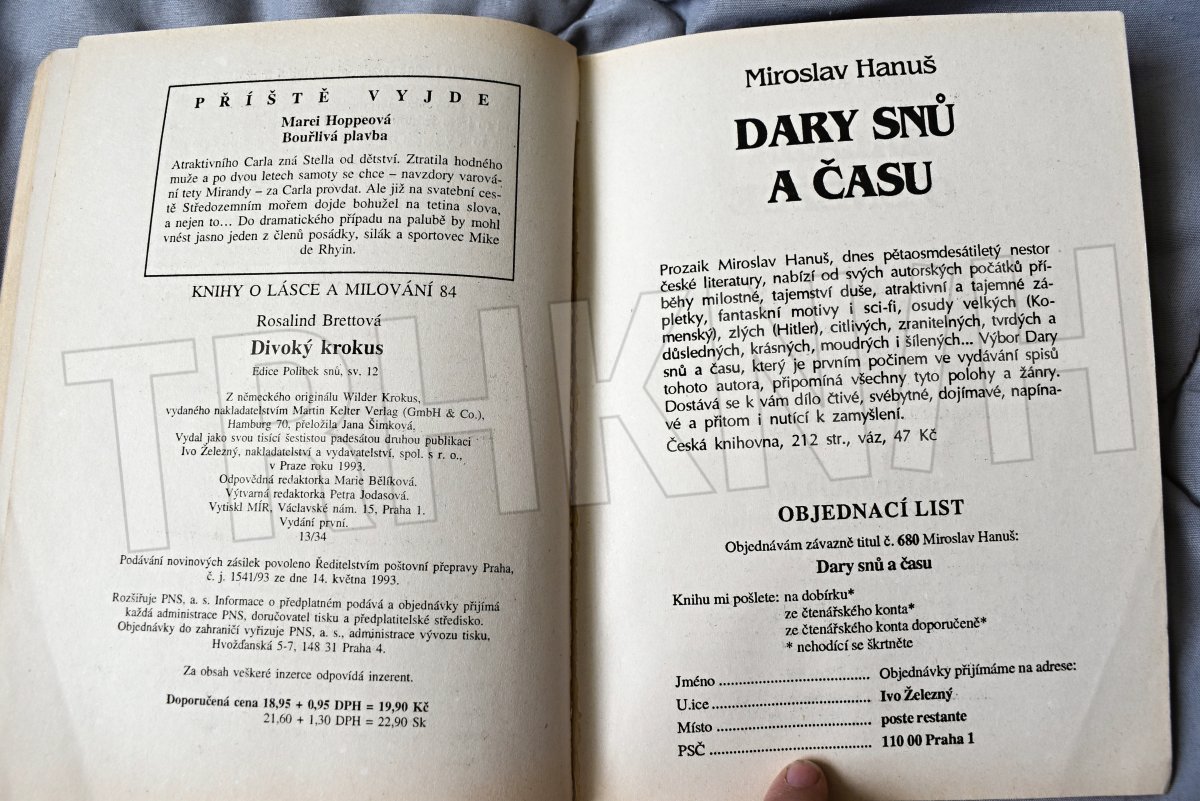 PŘÍŠTĚ VYJDE
Marei Hoppeová
Bouřlivá plavba
Atraktivního Carla zná Stella od dětství. Ztratila hodného
muže a po dvou letech samoty se chce – navzdory varová-
ní tety Mirandy – za Carla provdat. Ale již na svatební ces-
tě Středozemním mořem dojde bohužel na tetina slova,
a nejen to... Do dramatického případu na palubě by mohl
vnést jasno jeden z členů posádky, silák a sportovec Mike
de Rhyin.
KNIHY O LÁSCE A MILOVÁNÍ 84
Rosalind Brettová
Divoký krokus
Edice Polibek snů, sv. 12
Z německého originálu Wilder Krokus,
vydaného nakladatelstvím Martin Kelter Verlag (GmbH & Co.),
Hamburg 70, přeložila Jana Šimková,
Vydal jako svou tisící šestistou padesátou druhou publikaci
Ivo Železný, nakladatelství a vydavatelství, spol. s r. o.,
v Praze roku 1993.
Odpovědná redaktorka Marie Bělíková.
Výtvarná redaktorka Petra Jodasová.
Vytiskl MÍR, Václavské nám. 15, Praha 1.
Vydání první.
13/34
Podávání novinových zásilek povoleno Ředitelstvím poštovní přepravy Praha,
č. j. 1541/93 ze dne 14. května 1993.
Rozšiřuje PNS, a. s. Informace o předplatném podává a objednávky přijímá
každá administrace PNS, doručovatel tisku a předplatitelské středisko.
Objednávky do zahraničí vyřizuje PNS, a. s., administrace vývozu tisku,
Hvožďanská 5-7, 148 31 Praha 4.
Za obsah veškeré inzerce odpovídá inzerent.
Doporučená cena 18,95 + 0,95 DPH = 19,90 Kč
21,60 + 1,30 DPH = 22,90 Sk
Miroslav Hanuš
DARY SNŮ
A ČASU
Prozaik Miroslav Hanuš, dnes pětaosmdesátiletý nestor
české literatury, nabízí od svých autorských počátků pří-
běhy milostné, tajemství duše, atraktivní a tajemné zá-
pletky, fantaskní motivy i sci-fi, osudy velkých (Ko-
menský), zlých (Hitler), citlivých, zranitelných, tvrdých a
důsledných, krásných, moudrých i šílených... Výbor Dary
snů a času, který je prvním počinem ve vydávání spisů
tohoto autora, připomíná všechny tyto polohy a žánry.
Dostává se k vám dílo čtivé, svébytné, dojímavé, napína-
vé a přitom i nutící k zamyšlení.
Česká knihovna, 212 str., váz, 47 Kč
OBJEDNACÍ LIST
Objednávám závazně titul č. 680 Miroslav Hanuš:
Dary snů a času
Knihu mi pošlete: na dobírku*
ze čtenářského konta*
ze čtenářského konta doporučeně*
* nehodící se škrtněte
Jméno .................................... Objednávky přijímáme na adrese:
U.ice .................................... Ivo Železný
Místo .................................... poste restante
PSČ .................................... 110 00 Praha 1
TRHKNIH